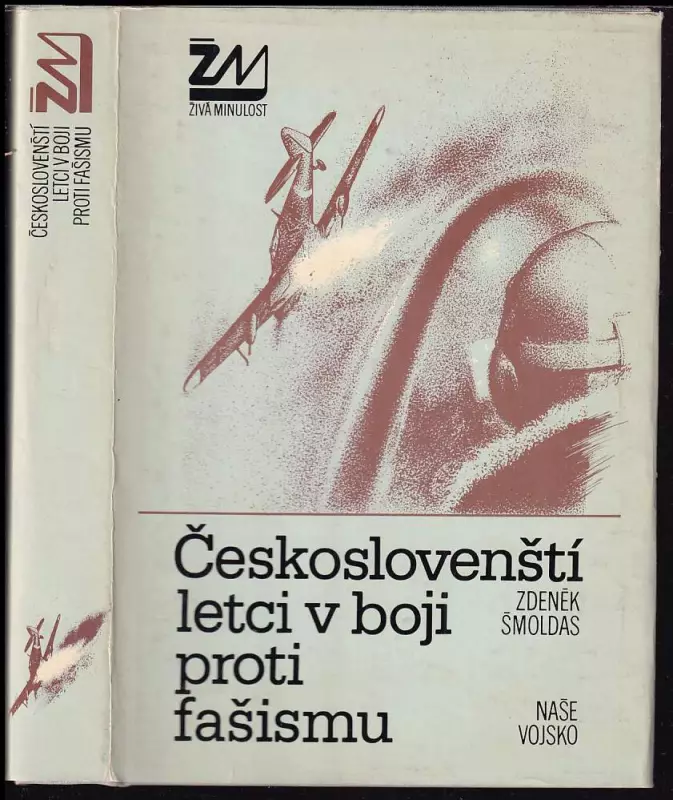 ŽM
ČESKOSLOVENŠTÍ
LETCI V BOJI
PROTI FAŠISMU
ŽM
ŽIVÁ MINULOST
Českoslovenští
letci v boji
proti
fašismu
ZDENĚK
ŠMOLDAS
NAŠE
VOJSKO